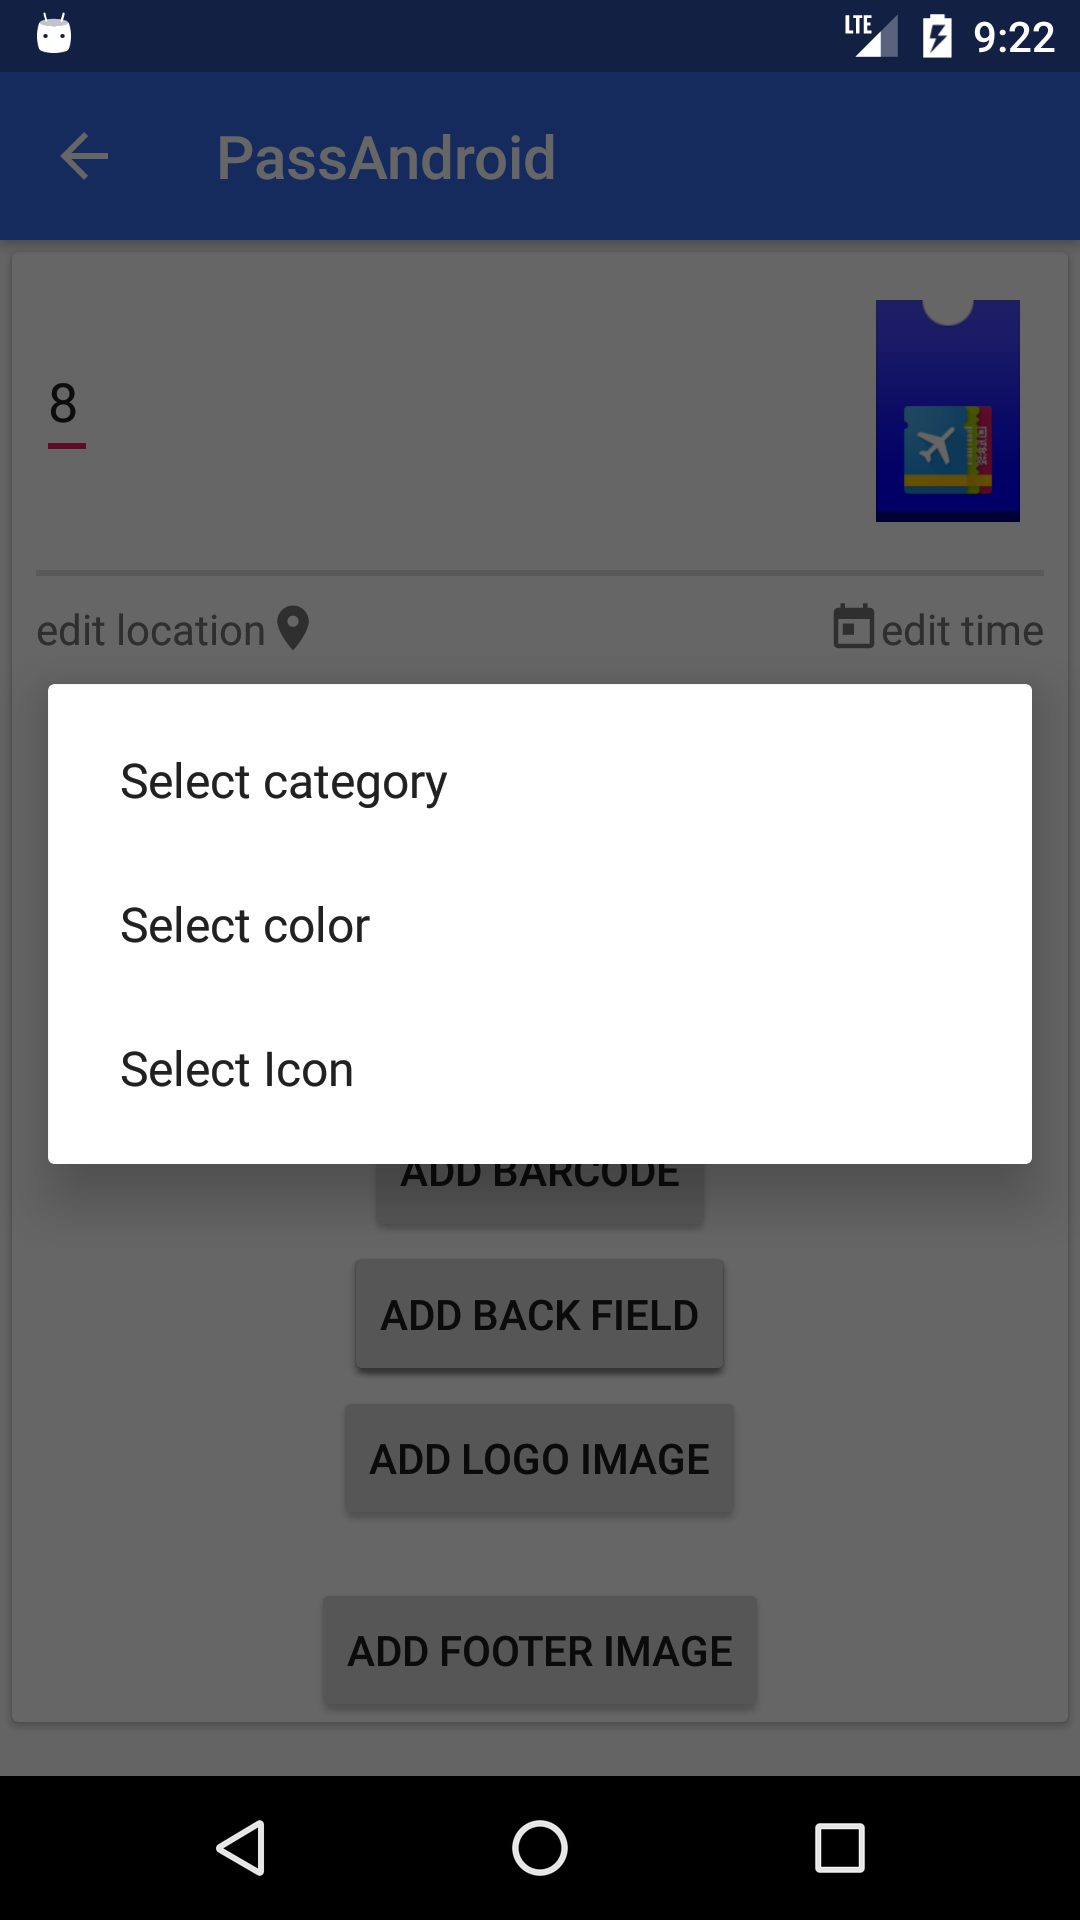 LTE 9:22
PassAndroid
8
edit location edit time
Select category
Select color
Select Icon
ADD BARCODE
ADD BACK FIELD
ADD LOGO IMAGE
ADD FOOTER IMAGE